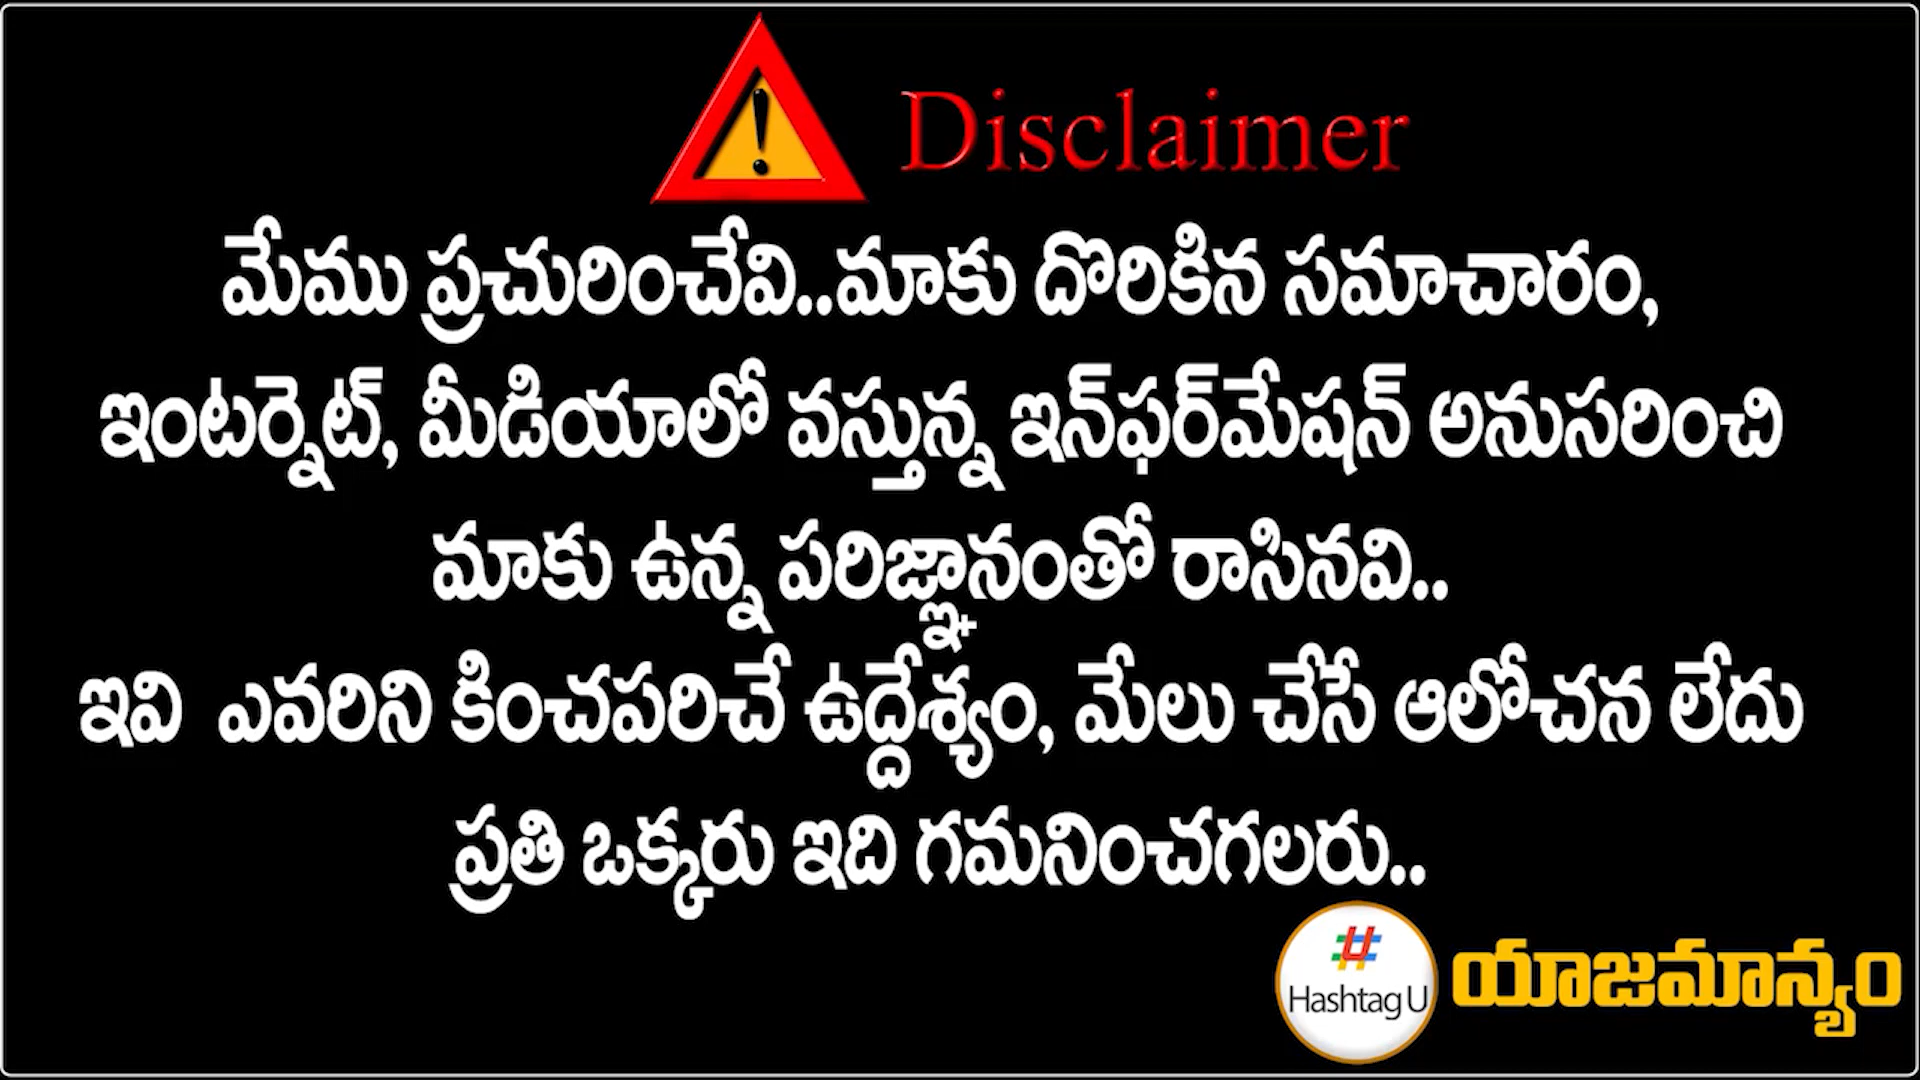 Disclaimer
మేము ప్రచురించేవి..మాకు దొరికిన సమాచారం,
ఇంటర్నెట్, మీడియాలో వస్తున్న ఇన్‌ఫర్‌మేషన్ అనుసరించి
మాకు ఉన్న పరిజ్ఞానంతో రాసినవి..
ఇవి ఎవరిని కించపరిచే ఉద్దేశ్యం, మేలు చేసే ఆలోచన లేదు
ప్రతి ఒక్కరు ఇది గమనించగలరు..
Hashtag U యాజమాన్యం